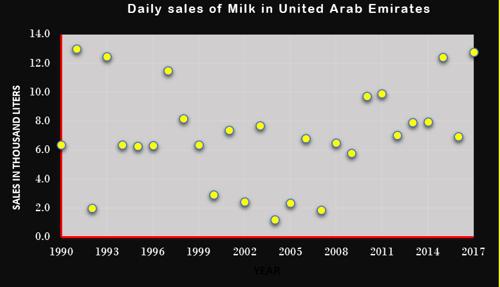 Daily sales of Milk in United Arab Emirates
SALES IN THOUSAND LITERS
14.0
12.0
10.0
8.0
6.0
4.0
2.0
0.0
1990 1993 1996 1999 2002 2005 2008 2011 2014 2017
YEAR